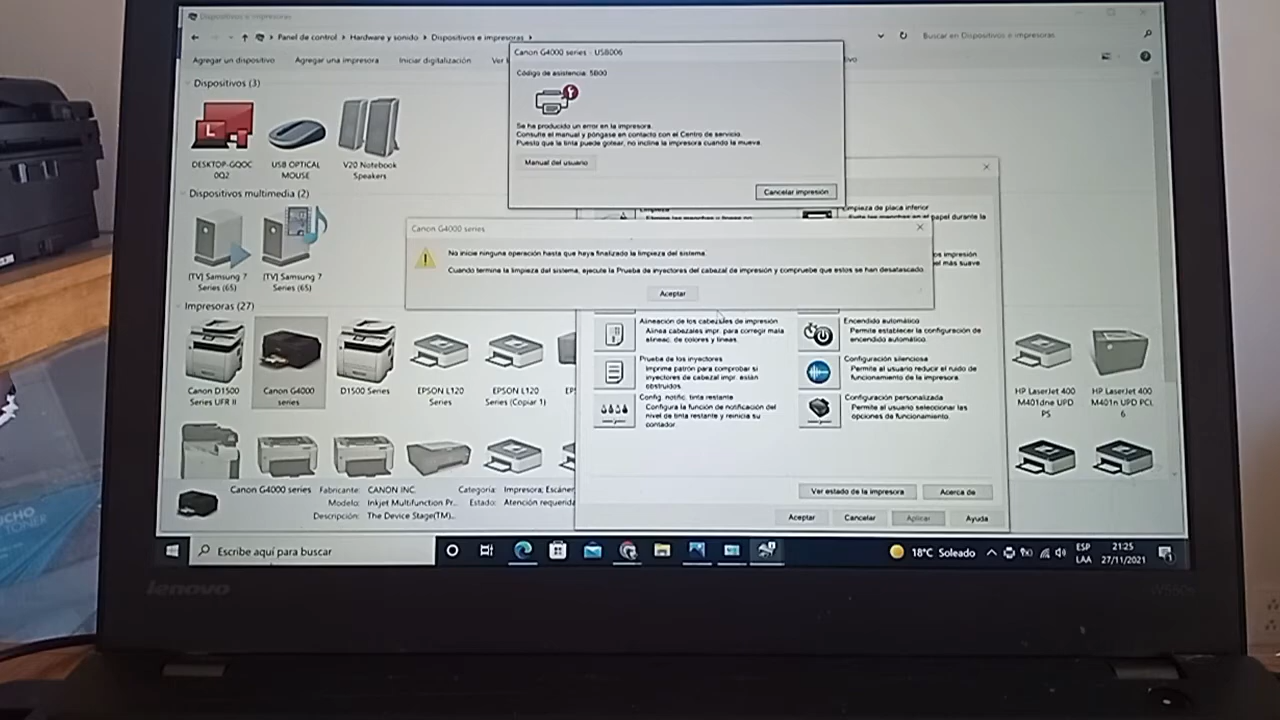 Dispositivos e impresoras
Panel de control › Hardware y sonido › Dispositivos e impresoras ›
Buscar en Dispositivos e impresoras
Agregar un dispositivo
Agregar una impresora
Iniciar digitalización
Dispositivos (3)
DESKTOP-GQOC
0Q2
USB OPTICAL
MOUSE
V20 Notebook
Speakers
Dispositivos multimedia (2)
[TV] Samsung 7
Series (65)
[TV] Samsung 7
Series (65)
Impresoras (27)
Canon D1500
Series UFR II
Canon G4000
series
D1500 Series
EPSON L120
Series
EPSON L120
Series (Copiar 1)
HP LaserJet 400
M401dne UPD
PS
HP LaserJet 400
M401n UPD PCL
6
Canon G4000 series - USB006
Código de asistencia: 5B00
Se ha producido un error en la impresora.
Consulte el manual y póngase en contacto con el Centro de servicio.
Puesto que la tinta puede gotear, no incline la impresora cuando la mueva.
Manual del usuario
Cancelar impresión
Limpieza de placa inferior
papel durante la
Canon G4000 series
No inicie ninguna operación hasta que haya finalizado la limpieza del sistema.
Cuando termine la limpieza del sistema, ejecute la Prueba de inyectores del cabezal de impresión y compruebe que estos se han desatascado.
Aceptar
impresión
el más suave
Alineación de los cabezales de impresión
Alinea cabezales impr. para corregir mala
alineac. de colores y líneas.
Encendido automático
Permite establecer la configuración de
encendido automático.
Prueba de los inyectores
Imprime patrón para comprobar si
inyectores de cabezal impr. están
obstruidos.
Configuración silenciosa
Permite al usuario reducir el ruido de
funcionamiento de la impresora.
Config. notific. tinta restante
Configura la función de notificación del
nivel de tinta restante y reinicia su
contador.
Configuración personalizada
Permite al usuario seleccionar las
opciones de funcionamiento.
Ver estado de la impresora
Acerca de
Aceptar
Cancelar
Aplicar
Ayuda
Canon G4000 series
Fabricante: CANON INC.
Modelo: Inkjet Multifunction Pr...
Descripción: The Device Stage(TM)...
Categoría: Impresora; Escáner
Estado: Atención requerida
Escribe aquí para buscar
18°C Soleado
ESP
LAA
21:25
27/11/2021
lenovo
W550s
UCHO
TONER